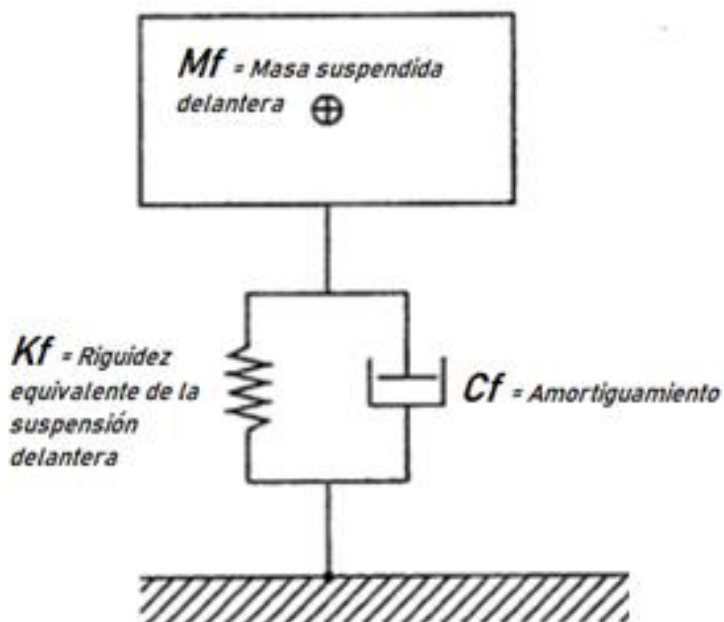 Mf = Masa suspendida
delantera
Kf = Riguidez
equivalente de la
suspensión
delantera
Cf = Amortiguamiento